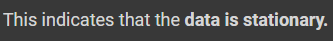 This indicates that the data is stationary.